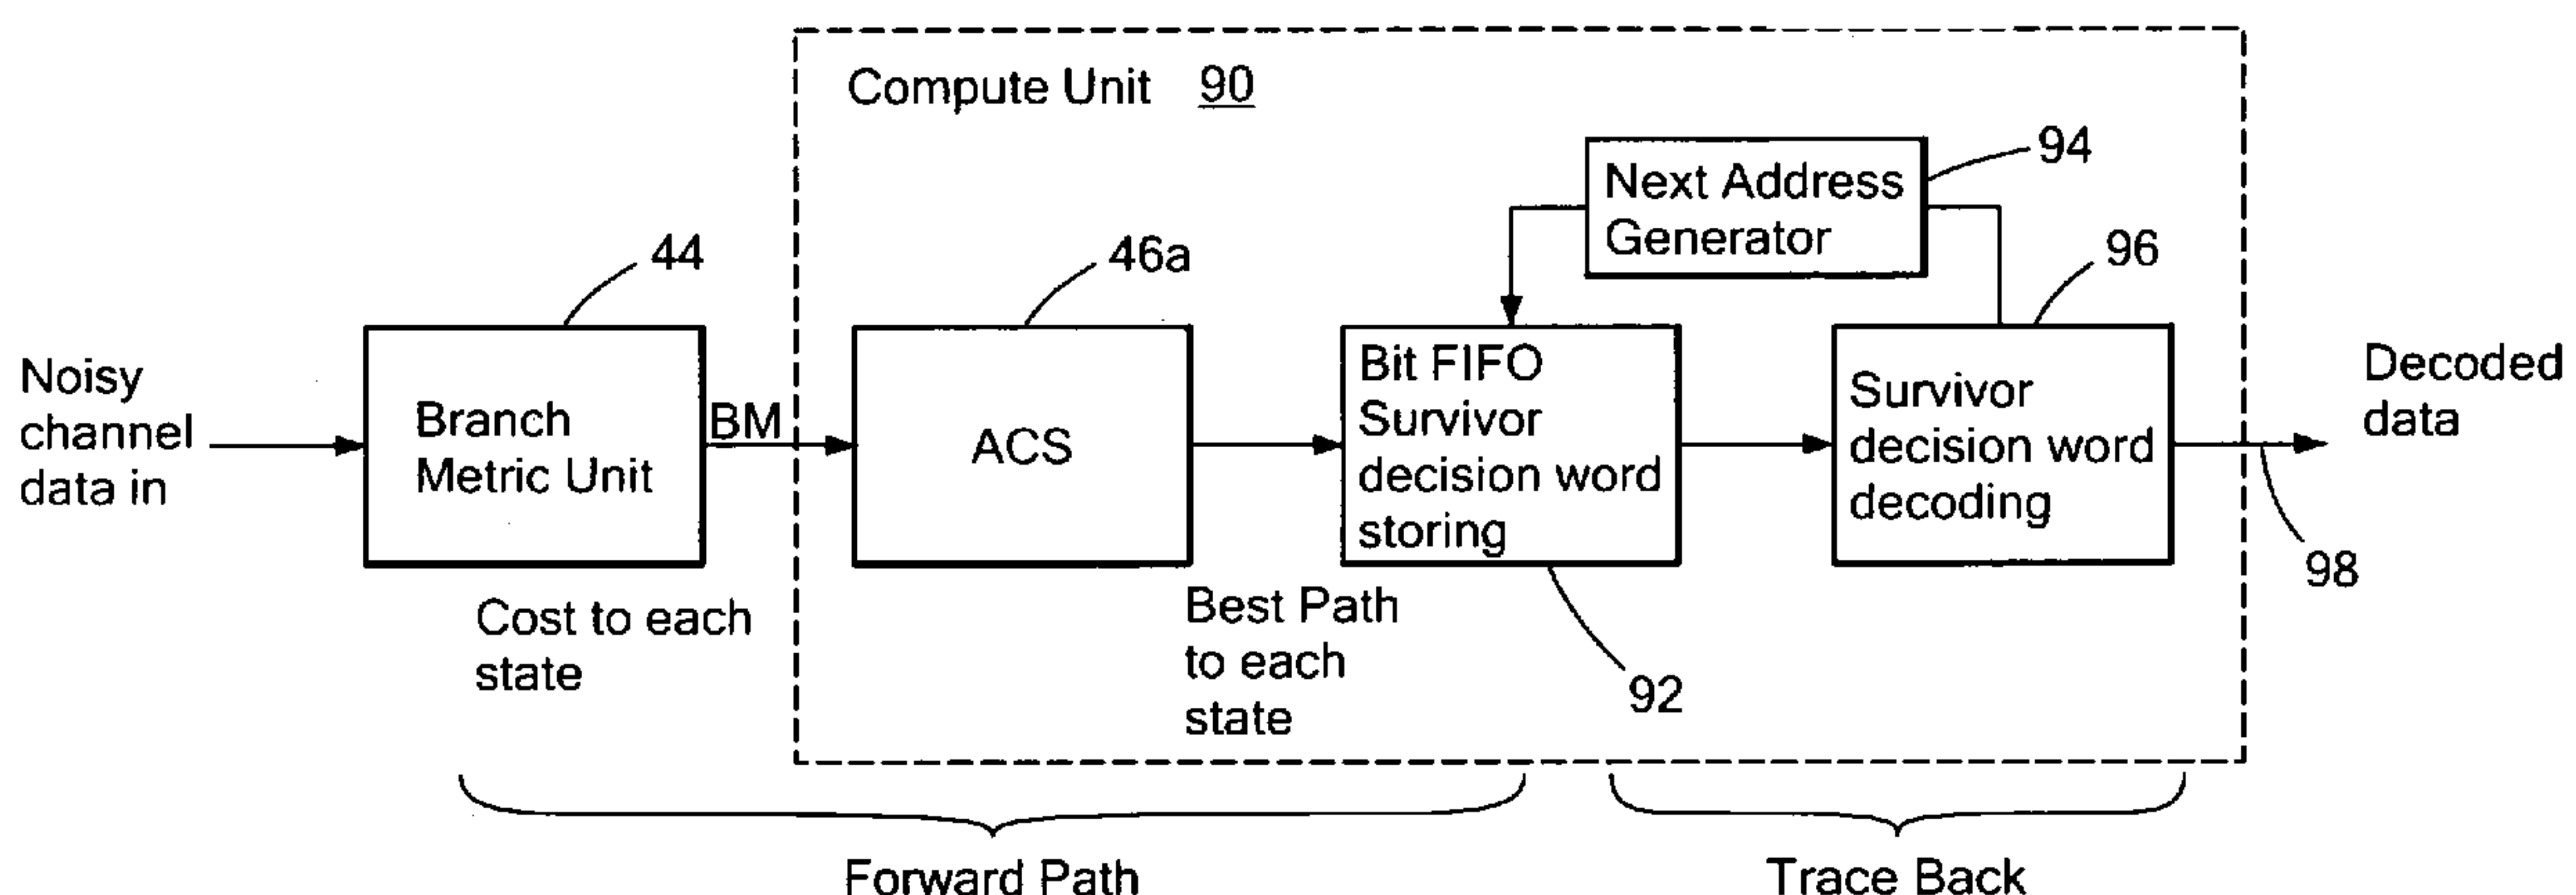 Compute Unit 90
Next Address
Generator
94
44
46a
96
Noisy
channel
data in
Branch
Metric Unit
BM
ACS
Bit FIFO
Survivor
decision word
storing
Survivor
decision word
decoding
Decoded
data
98
Cost to each
state
Best Path
to each
state
92
Forward Path
Trace Back